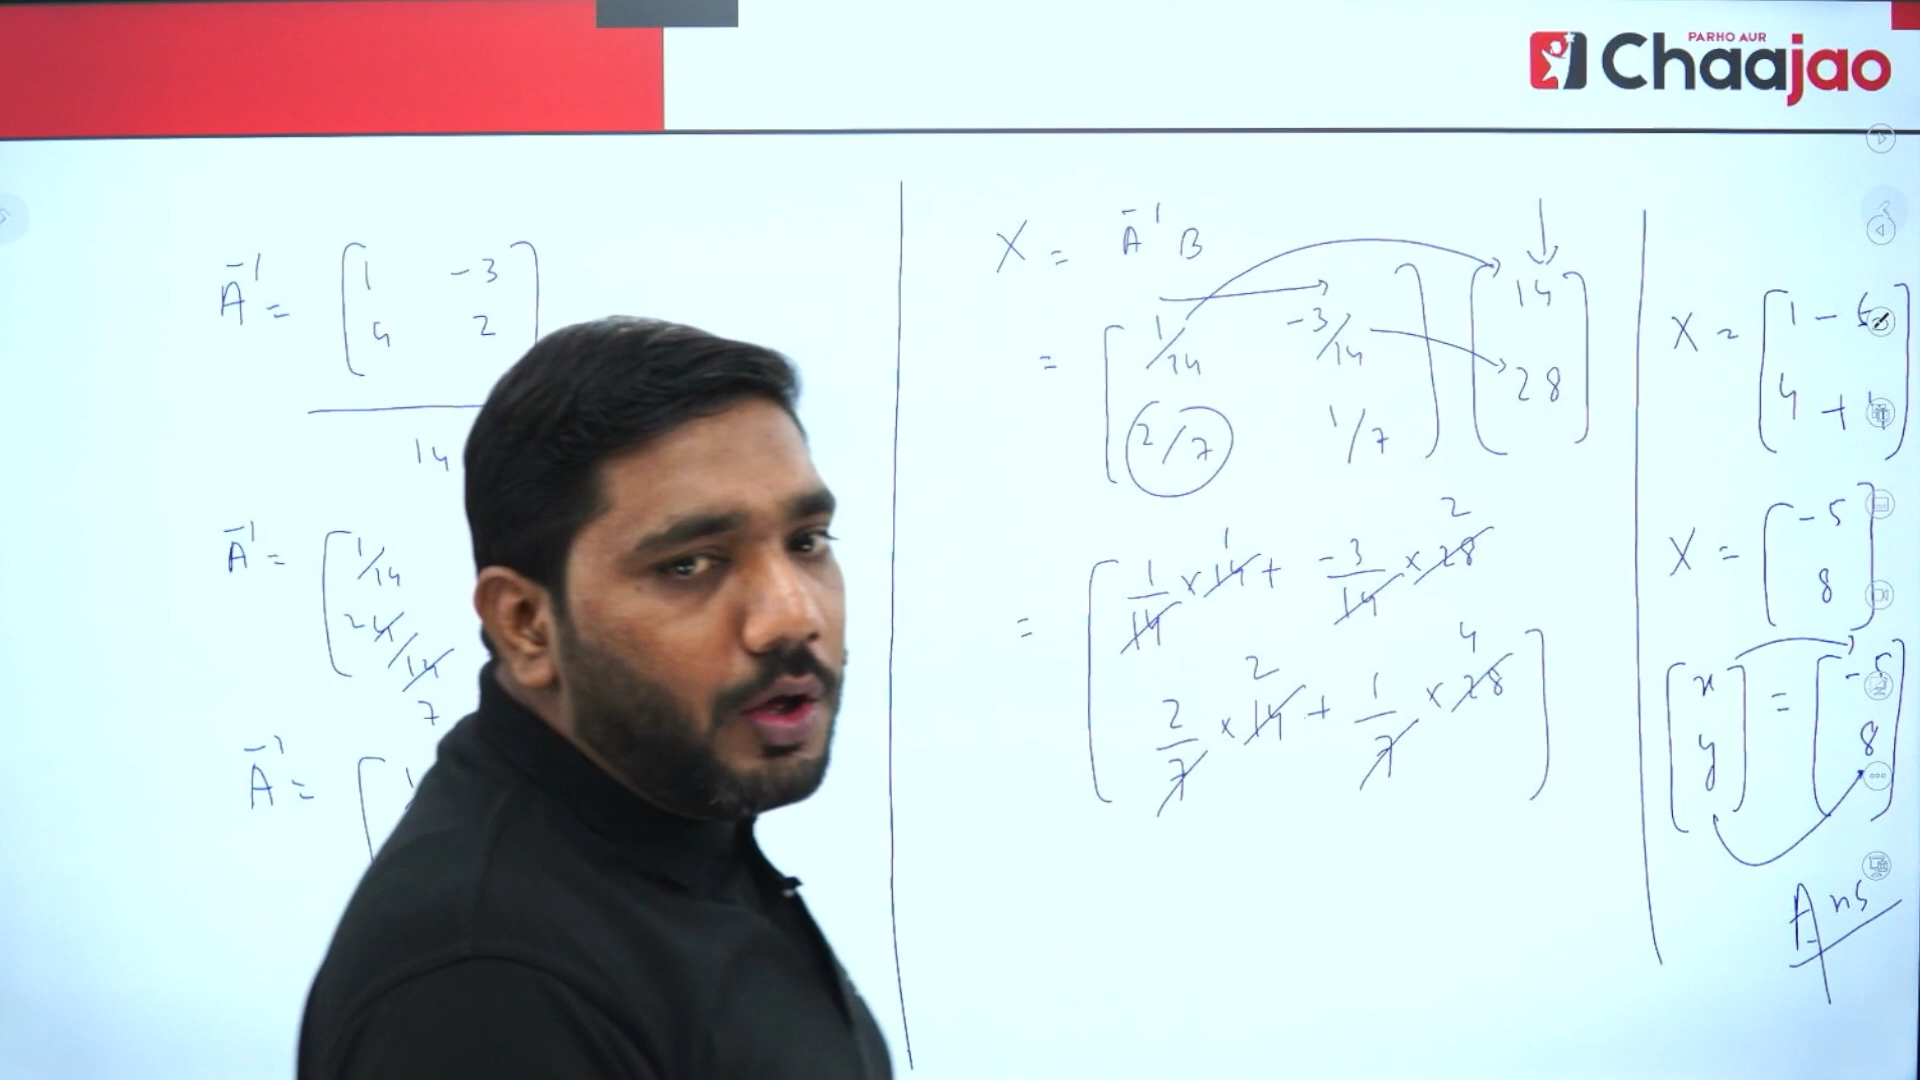 PARHO AUR
Chaajao
A⁻¹ = [1 -3
4 2]
14
A⁻¹ = [1/14
2 4/14
7
A⁻¹ = [
X = A⁻¹ B
= [1/14 -3/14
2/7 1/7] [14
28]
= [1/14 × 14 1 + -3/14 × 28 2
2/7 × 14 2 + 1/7 × 28 4]
X = [1 - 6
4 + 4]
X = [-5
8]
[x
y] = [-5
8]
Ans